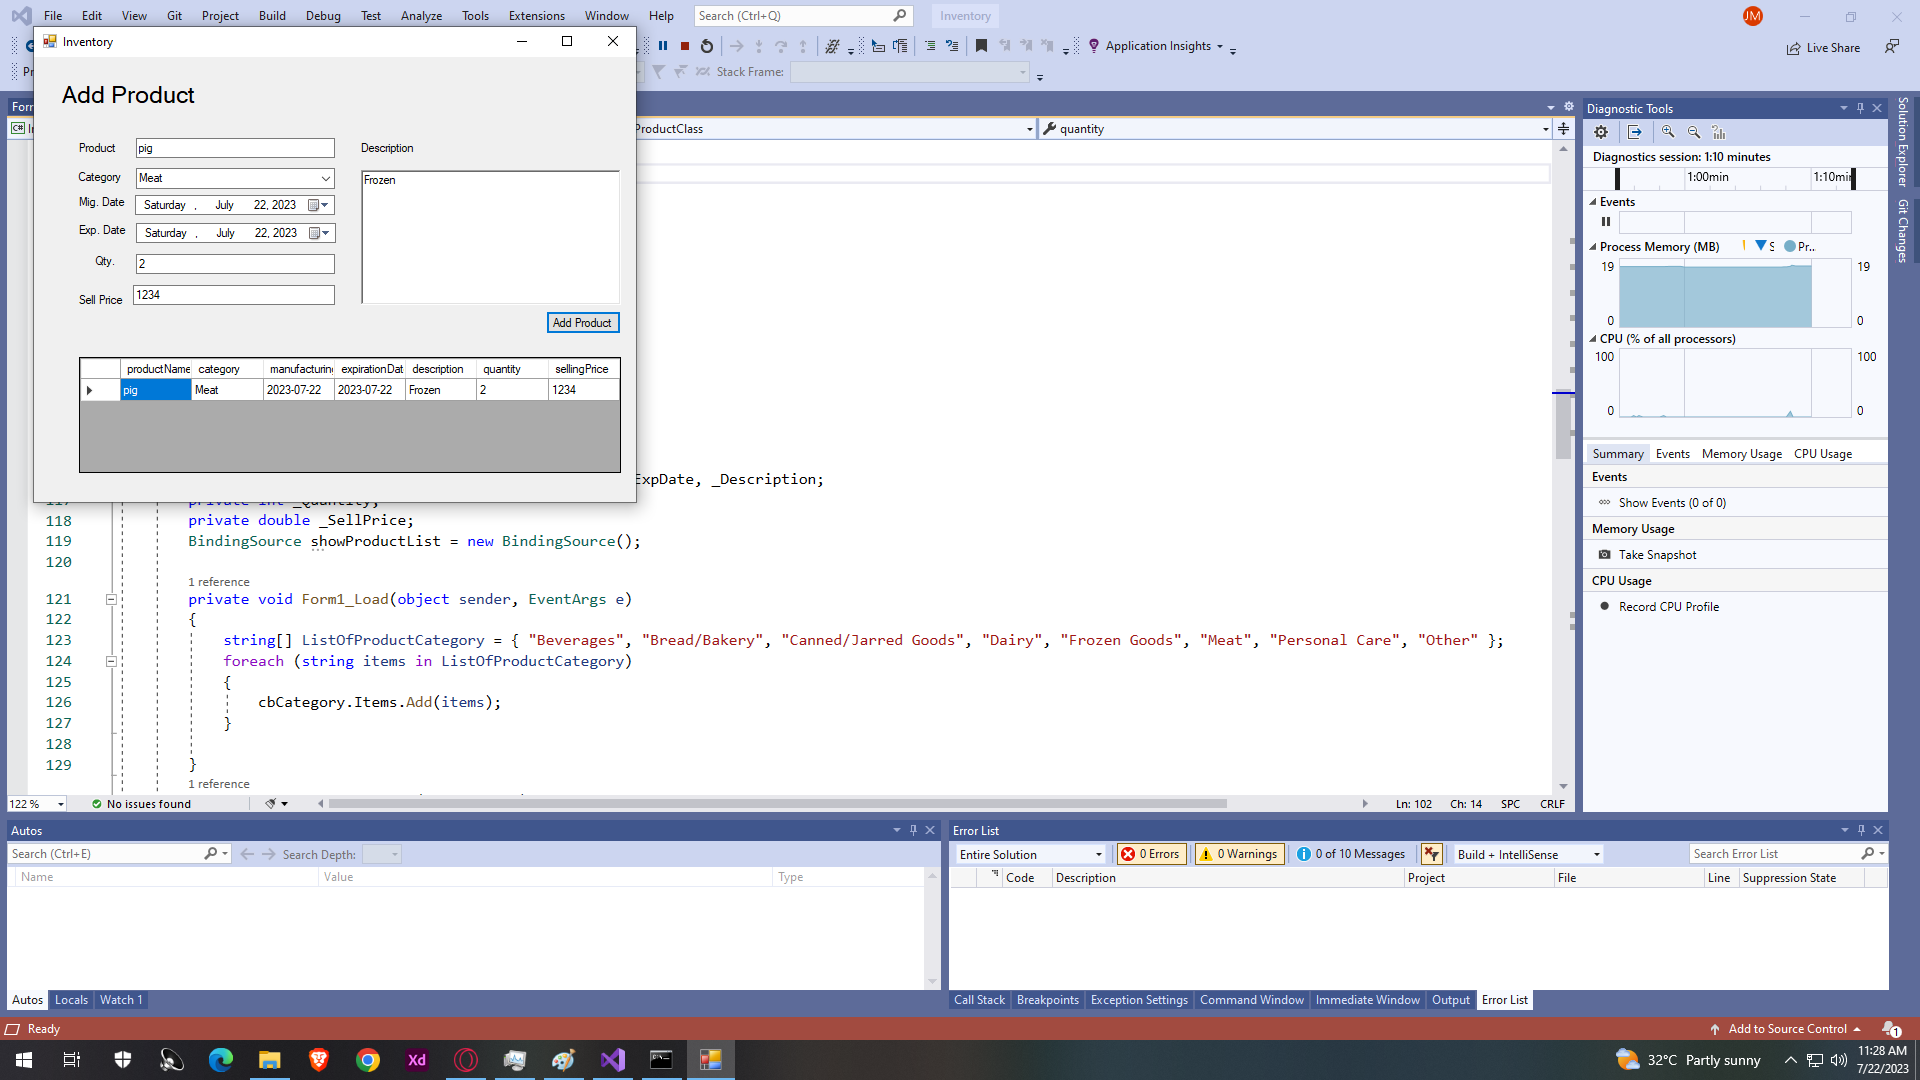 File Edit View Git Project Build Debug Test Analyze Tools Extensions Window Help Search (Ctrl+Q) Inventory JM
Inventory
Application Insights
Live Share
Stack Frame:
Add Product
Product pig
Description
Category Meat
Frozen
Mig. Date Saturday , July 22, 2023
Exp. Date Saturday , July 22, 2023
Qty. 2
Sell Price 1234
Add Product
productName category manufacturing expirationDat description quantity sellingPrice
pig Meat 2023-07-22 2023-07-22 Frozen 2 1234
ProductClass quantity
ExpDate, _Description;
117 private int _Quantity;
118 private double _SellPrice;
119 BindingSource showProductList = new BindingSource();
120
1 reference
121 private void Form1_Load(object sender, EventArgs e)
122 {
123 string[] ListOfProductCategory = { "Beverages", "Bread/Bakery", "Canned/Jarred Goods", "Dairy", "Frozen Goods", "Meat", "Personal Care", "Other" };
124 foreach (string items in ListOfProductCategory)
125 {
126 cbCategory.Items.Add(items);
127 }
128
129 }
1 reference
122 % No issues found Ln: 102 Ch: 14 SPC CRLF
Diagnostic Tools
Diagnostics session: 1:10 minutes
1:00min 1:10min
Events
Process Memory (MB) S Pr...
19 19
0 0
CPU (% of all processors)
100 100
0 0
Summary Events Memory Usage CPU Usage
Events
Show Events (0 of 0)
Memory Usage
Take Snapshot
CPU Usage
Record CPU Profile
Solution Explorer
Git Changes
Autos
Search (Ctrl+E) Search Depth:
Name Value Type
Autos Locals Watch 1
Error List
Entire Solution 0 Errors 0 Warnings 0 of 10 Messages Build + IntelliSense Search Error List
Code Description Project File Line Suppression State
Call Stack Breakpoints Exception Settings Command Window Immediate Window Output Error List
Ready
Add to Source Control 1
Xd
32°C Partly sunny
11:28 AM
7/22/2023